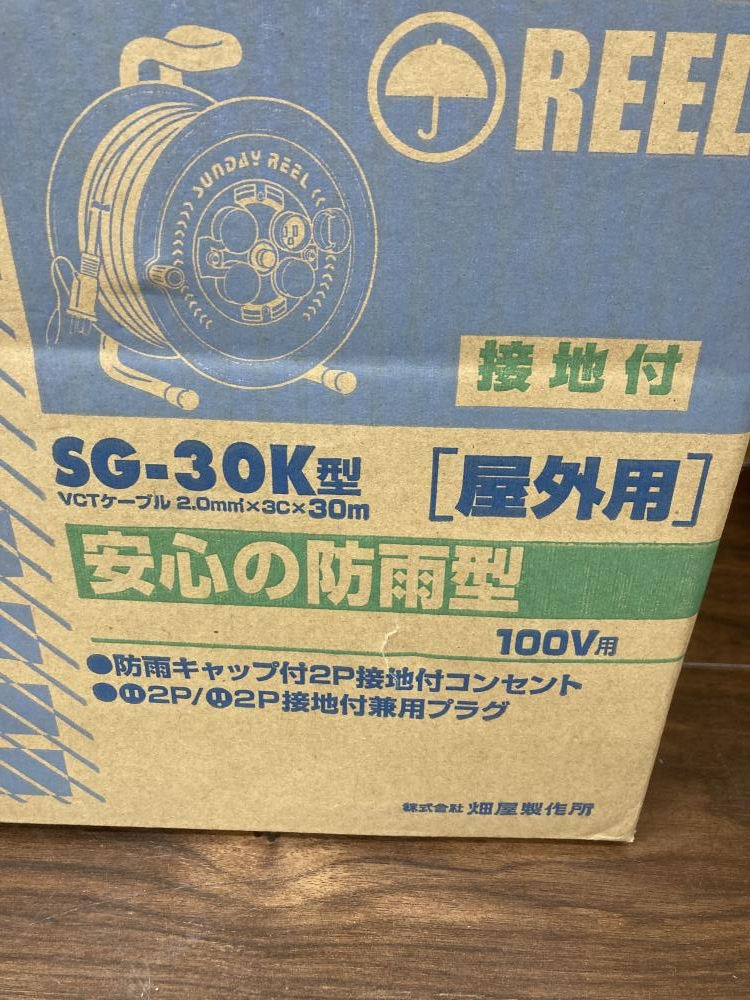 REEL
SUNDAY REEL
接地付
SG-30K型
VCTケーブル 2.0mm²×3C×30m
[屋外用]
安心の防雨型
100V用
●防雨キャップ付2P接地付コンセント
●2P/2P接地付兼用プラグ
株式会社 畑屋製作所